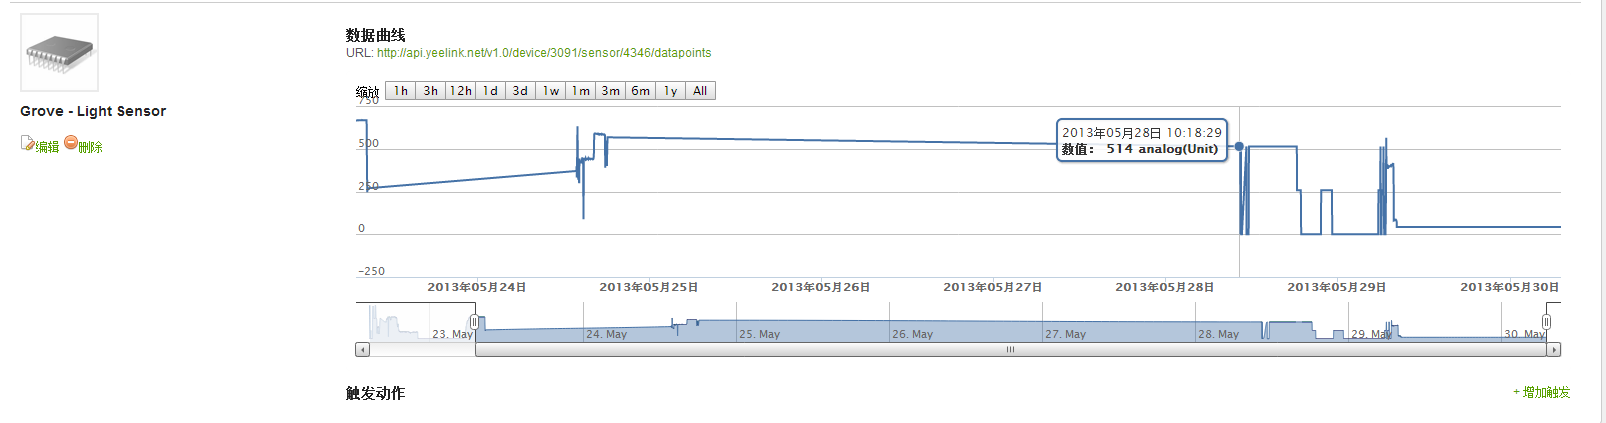 Grove - Light Sensor
编辑 删除
数据曲线
URL: http://api.yeelink.net/v1.0/device/3091/sensor/4346/datapoints
缩放 1h 3h 12h 1d 3d 1w 1m 3m 6m 1y All
750
500
250
0
-250
2013年05月28日 10:18:29
数值： 514 analog(Unit)
2013年05月24日 2013年05月25日 2013年05月26日 2013年05月27日 2013年05月28日 2013年05月29日 2013年05月30日
23. May 24. May 25. May 26. May 27. May 28. May 29. May 30. May
触发动作
+ 增加触发